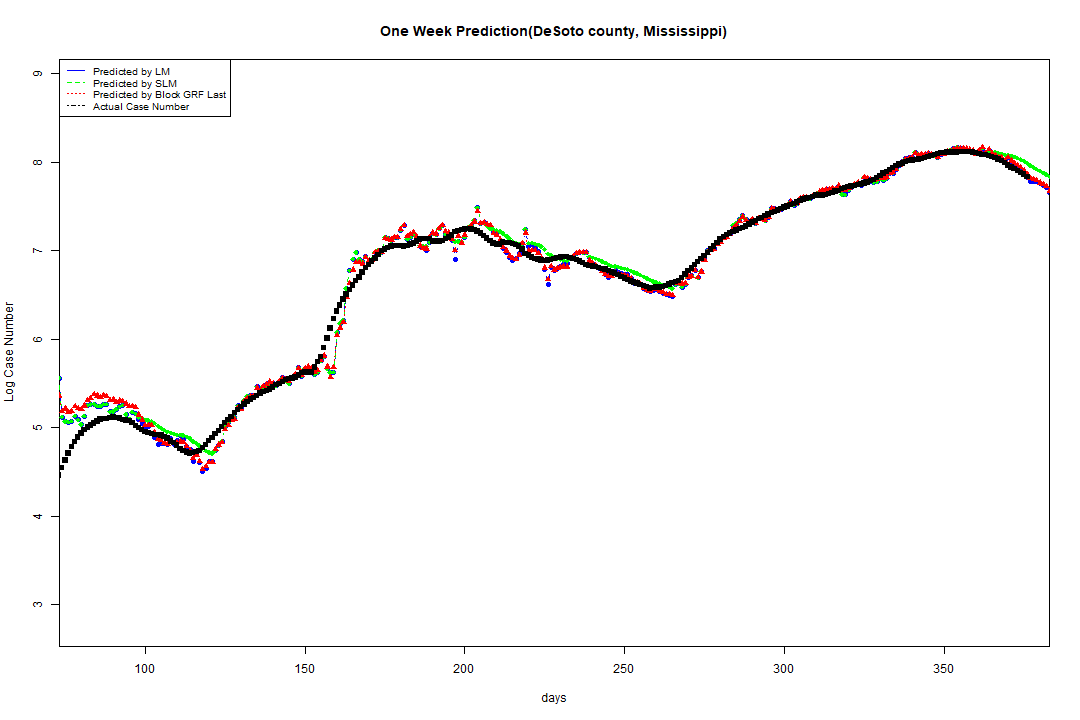 One Week Prediction(DeSoto county, Mississippi)
Predicted by LM
Predicted by SLM
Predicted by Block GRF Last
Actual Case Number
9
8
7
6
5
4
3
Log Case Number
100 150 200 250 300 350
days